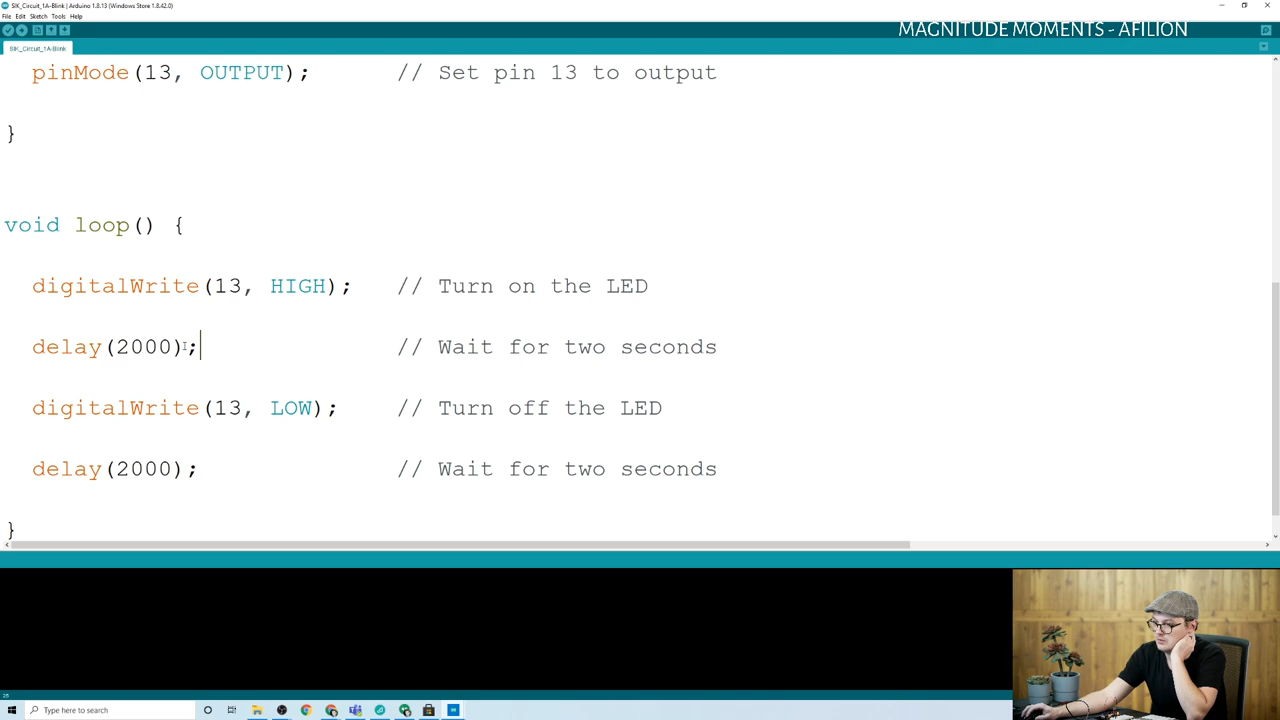 SIK_Circuit_1A-Blink | Arduino 1.8.13 (Windows Store 1.8.42.0)
File Edit Sketch Tools Help
MAGNITUDE MOMENTS - AFILION
SIK_Circuit_1A-Blink
pinMode(13, OUTPUT); // Set pin 13 to output
}
void loop() {
digitalWrite(13, HIGH); // Turn on the LED
delay(2000); // Wait for two seconds
digitalWrite(13, LOW); // Turn off the LED
delay(2000); // Wait for two seconds
}
Type here to search